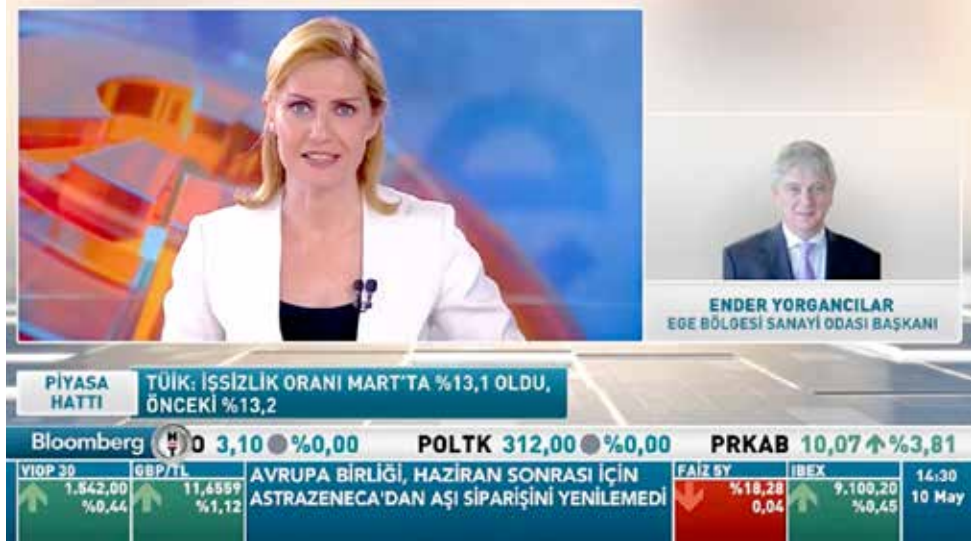 ENDER YORGANCILAR
EGE BÖLGESİ SANAYİ ODASI BAŞKANI
PİYASA HATTI
TÜİK: İŞSİZLİK ORANI MART'TA %13,1 OLDU,
ÖNCEKİ %13,2
Bloomberg HT O 3,10 %0,00 POLTK 312,00 %0,00 PRKAB 10,07 %3,81
VIOP 30
1.542,00
%0,44
GBP/TL
11,6559
%1,12
AVRUPA BİRLİĞİ, HAZİRAN SONRASI İÇİN
ASTRAZENECA'DAN AŞI SİPARİŞİNİ YENİLEMEDİ
FAİZ 5Y
%18,28
0,04
IBEX
9.100,20
%0,45
14:30
10 May